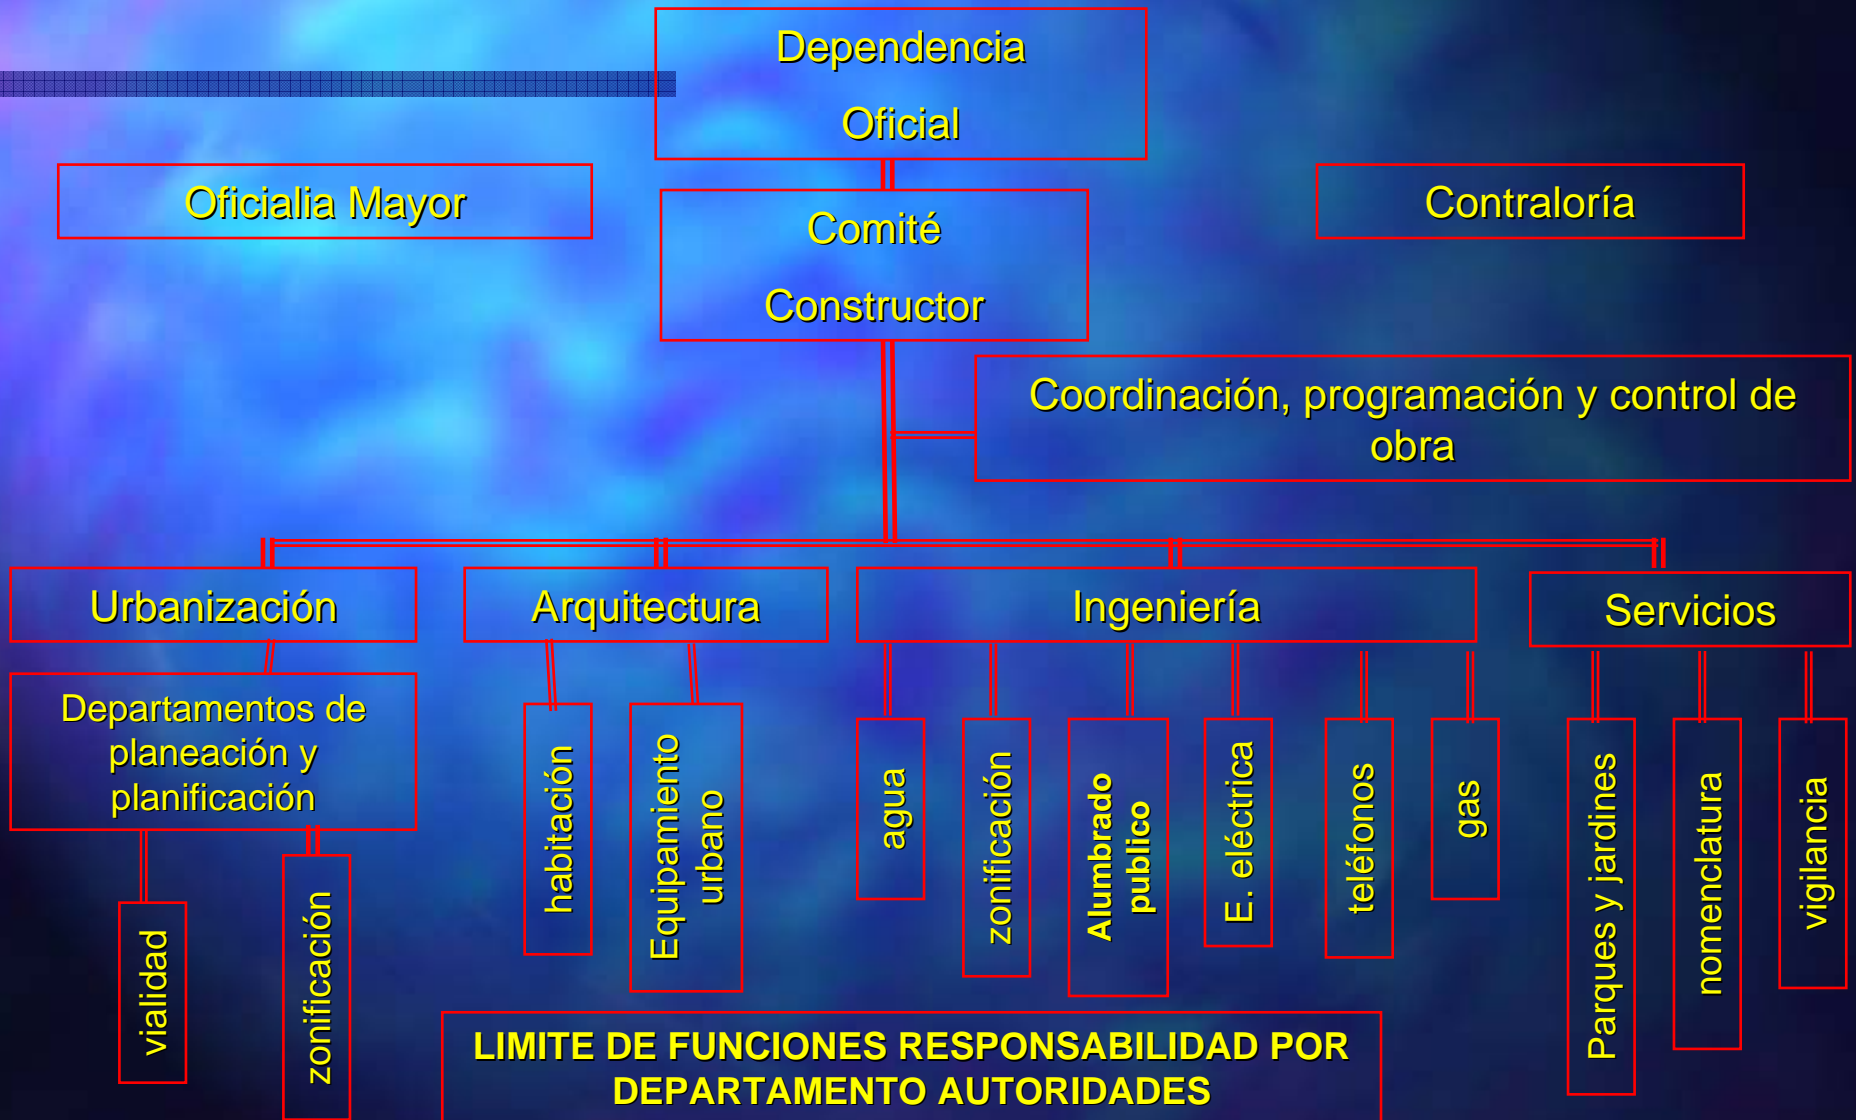 Dependencia
Oficial
Oficialia Mayor
Comité
Constructor
Contraloría
Coordinación, programación y control de
obra
Urbanización
Arquitectura
Ingeniería
Servicios
Departamentos de
planeación y
planificación
vialidad
zonificación
habitación
Equipamiento
urbano
agua
zonificación
Alumbrado
publico
E. eléctrica
teléfonos
gas
Parques y jardines
nomenclatura
vigilancia
LIMITE DE FUNCIONES RESPONSABILIDAD POR
DEPARTAMENTO AUTORIDADES